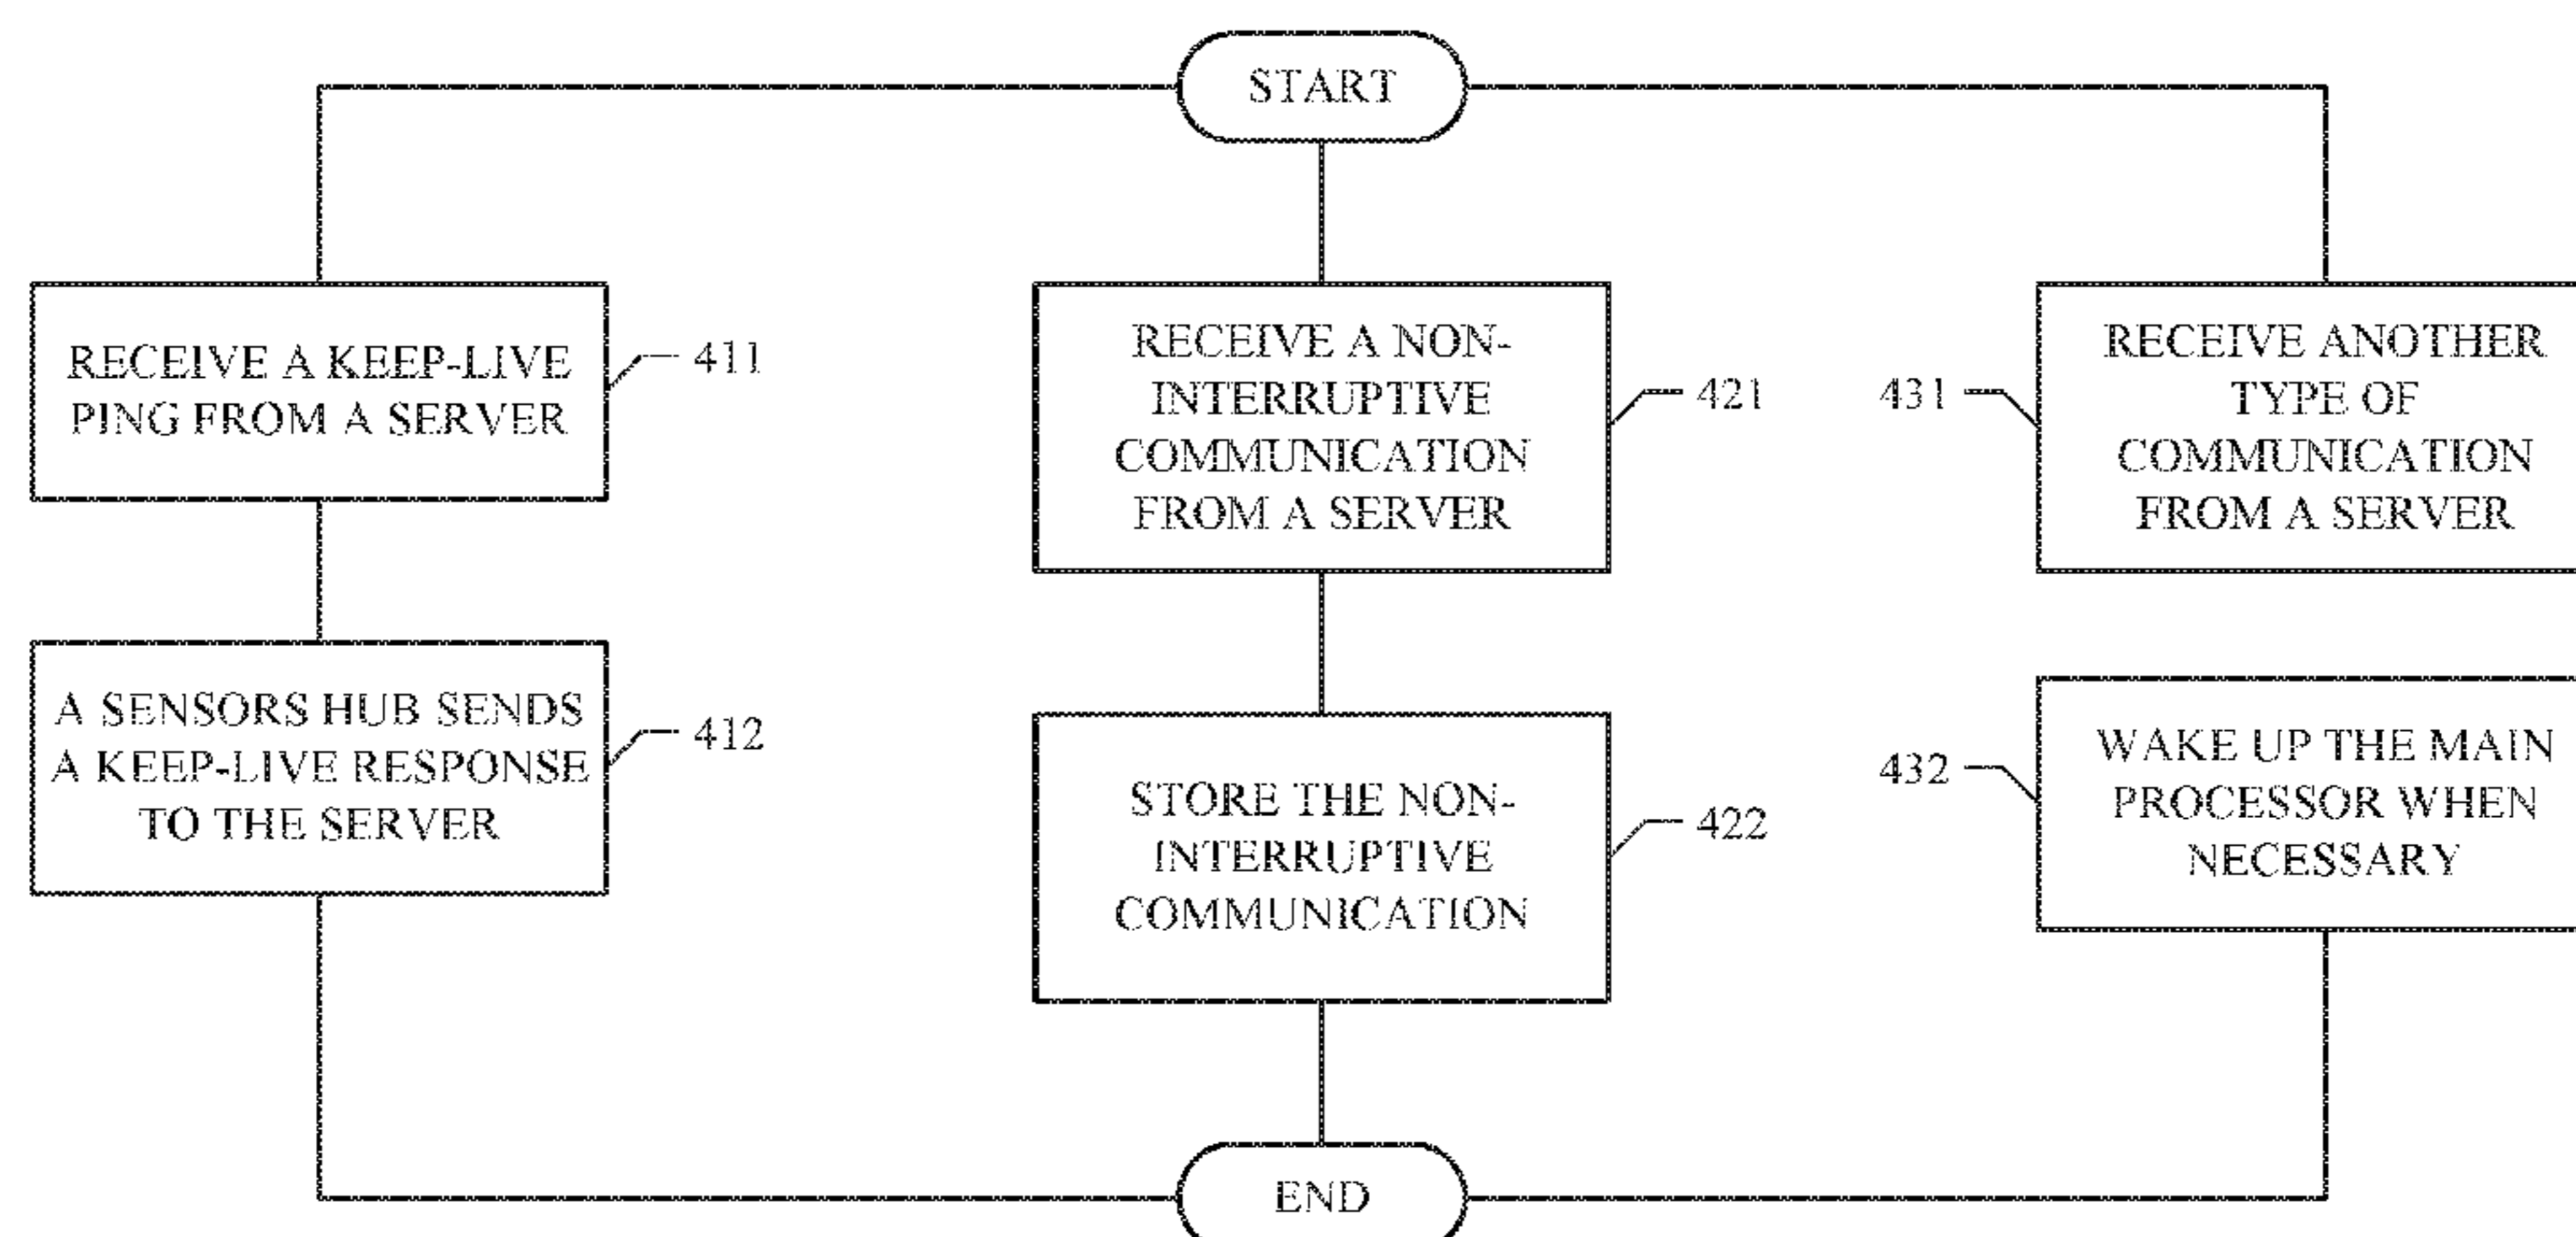 START
RECEIVE A KEEP-LIVE
PING FROM A SERVER
411
A SENSORS HUB SENDS
A KEEP-LIVE RESPONSE
TO THE SERVER
412
RECEIVE A NON-
INTERRUPTIVE
COMMUNICATION
FROM A SERVER
421
STORE THE NON-
INTERRUPTIVE
COMMUNICATION
422
431
RECEIVE ANOTHER
TYPE OF
COMMUNICATION
FROM A SERVER
432
WAKE UP THE MAIN
PROCESSOR WHEN
NECESSARY
END